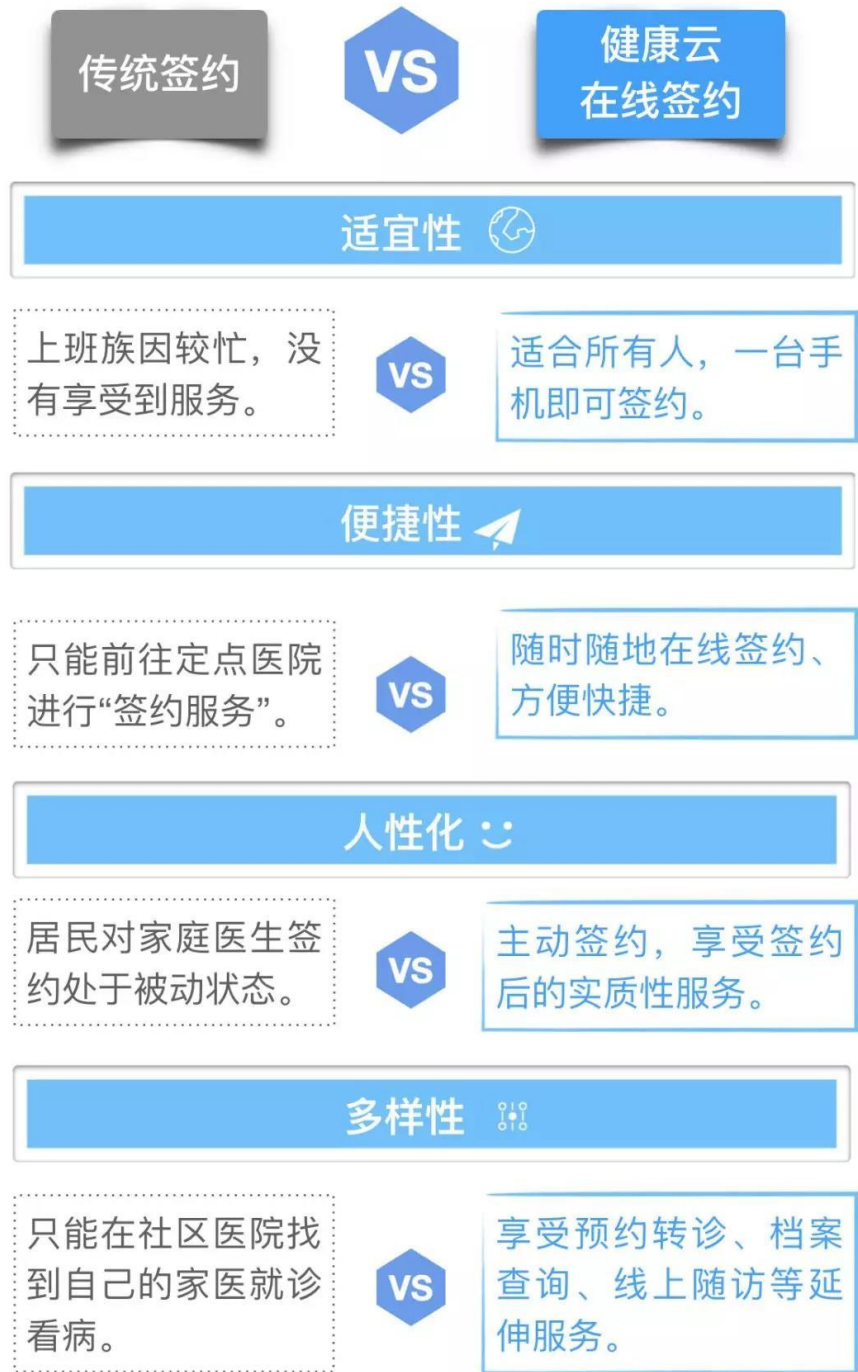 传统签约
VS
健康云
在线签约
适宜性
上班族因较忙，没
有享受到服务。
VS
适合所有人，一台手
机即可签约。
便捷性
只能前往定点医院
进行“签约服务”。
VS
随时随地在线签约、
方便快捷。
人性化
居民对家庭医生签
约处于被动状态。
VS
主动签约，享受签约
后的实质性服务。
多样性
只能在社区医院找
到自己的家医就诊
看病。
VS
享受预约转诊、档案
查询、线上随访等延
伸服务。